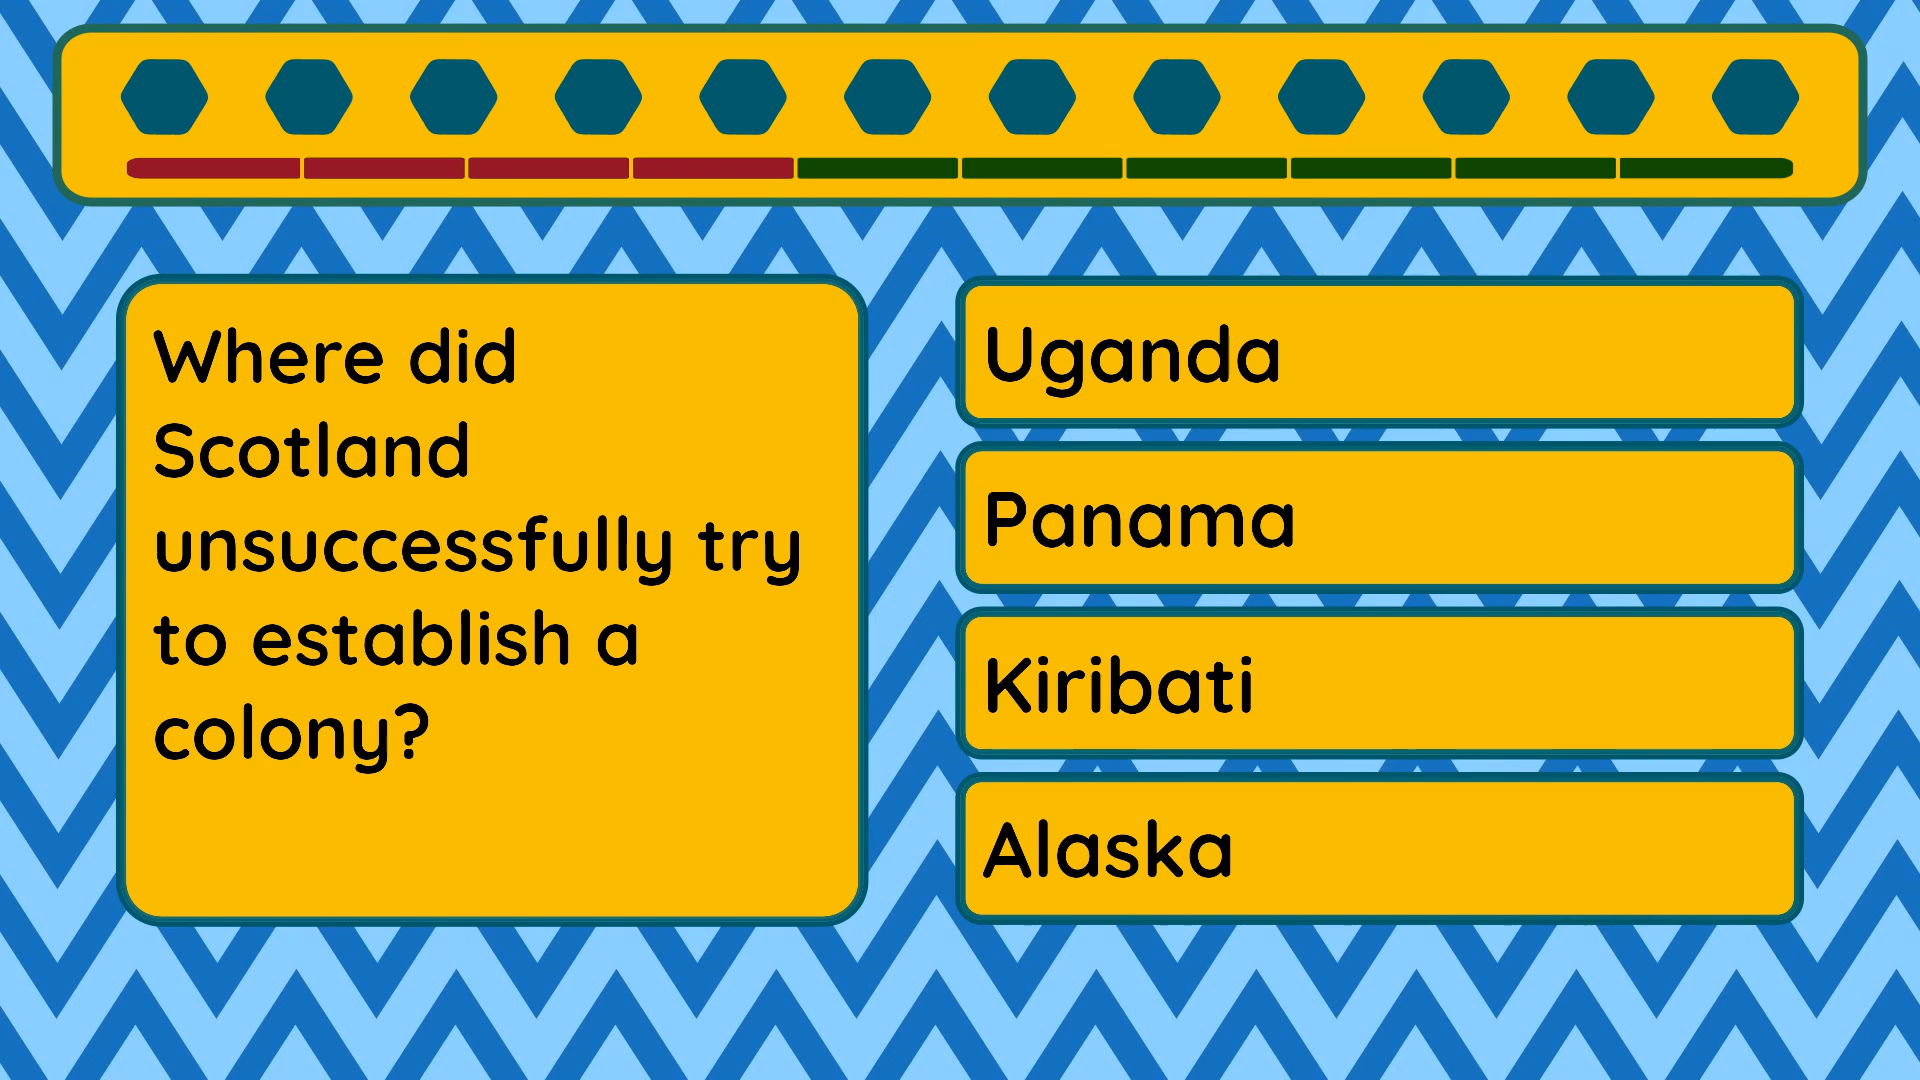 Where did
Scotland
unsuccessfully try
to establish a
colony?
Uganda
Panama
Kiribati
Alaska